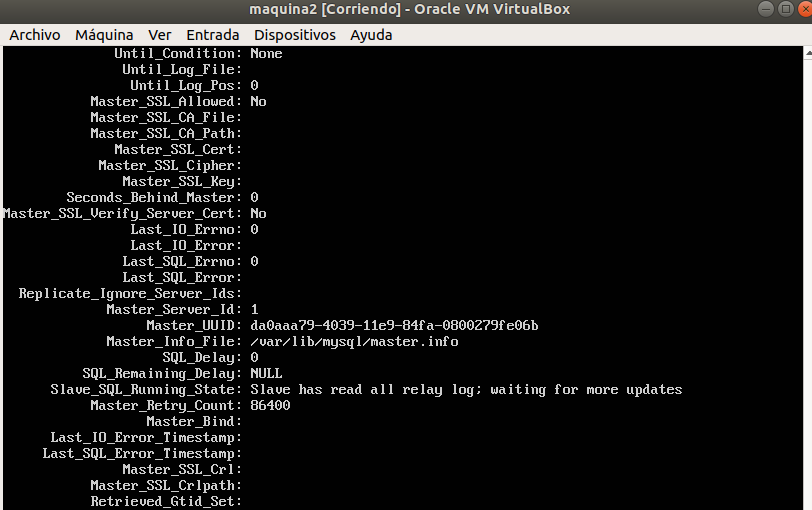 maquina2 [Corriendo] - Oracle VM VirtualBox
Archivo Máquina Ver Entrada Dispositivos Ayuda
Until_Condition: None
Until_Log_File:
Until_Log_Pos: 0
Master_SSL_Allowed: No
Master_SSL_CA_File:
Master_SSL_CA_Path:
Master_SSL_Cert:
Master_SSL_Cipher:
Master_SSL_Key:
Seconds_Behind_Master: 0
Master_SSL_Verify_Server_Cert: No
Last_IO_Errno: 0
Last_IO_Error:
Last_SQL_Errno: 0
Last_SQL_Error:
Replicate_Ignore_Server_Ids:
Master_Server_Id: 1
Master_UUID: da0aaa79-4039-11e9-84fa-0800279fe06b
Master_Info_File: /var/lib/mysql/master.info
SQL_Delay: 0
SQL_Remaining_Delay: NULL
Slave_SQL_Running_State: Slave has read all relay log; waiting for more updates
Master_Retry_Count: 86400
Master_Bind:
Last_IO_Error_Timestamp:
Last_SQL_Error_Timestamp:
Master_SSL_Crl:
Master_SSL_Crlpath:
Retrieved_Gtid_Set: